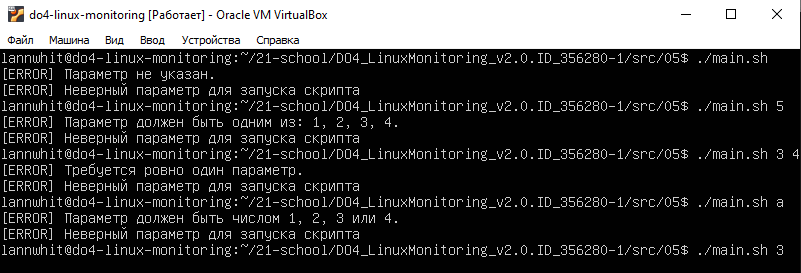 do4-linux-monitoring [Работает] - Oracle VM VirtualBox
Файл Машина Вид Ввод Устройства Справка
lannwhit@do4-linux-monitoring:~/21-school/DO4_LinuxMonitoring_v2.0.ID_356280-1/src/05$ ./main.sh
[ERROR] Параметр не указан.
[ERROR] Неверный параметр для запуска скрипта
lannwhit@do4-linux-monitoring:~/21-school/DO4_LinuxMonitoring_v2.0.ID_356280-1/src/05$ ./main.sh 5
[ERROR] Параметр должен быть одним из: 1, 2, 3, 4.
[ERROR] Неверный параметр для запуска скрипта
lannwhit@do4-linux-monitoring:~/21-school/DO4_LinuxMonitoring_v2.0.ID_356280-1/src/05$ ./main.sh 3 4
[ERROR] Требуется ровно один параметр.
[ERROR] Неверный параметр для запуска скрипта
lannwhit@do4-linux-monitoring:~/21-school/DO4_LinuxMonitoring_v2.0.ID_356280-1/src/05$ ./main.sh a
[ERROR] Параметр должен быть числом 1, 2, 3 или 4.
[ERROR] Неверный параметр для запуска скрипта
lannwhit@do4-linux-monitoring:~/21-school/DO4_LinuxMonitoring_v2.0.ID_356280-1/src/05$ ./main.sh 3